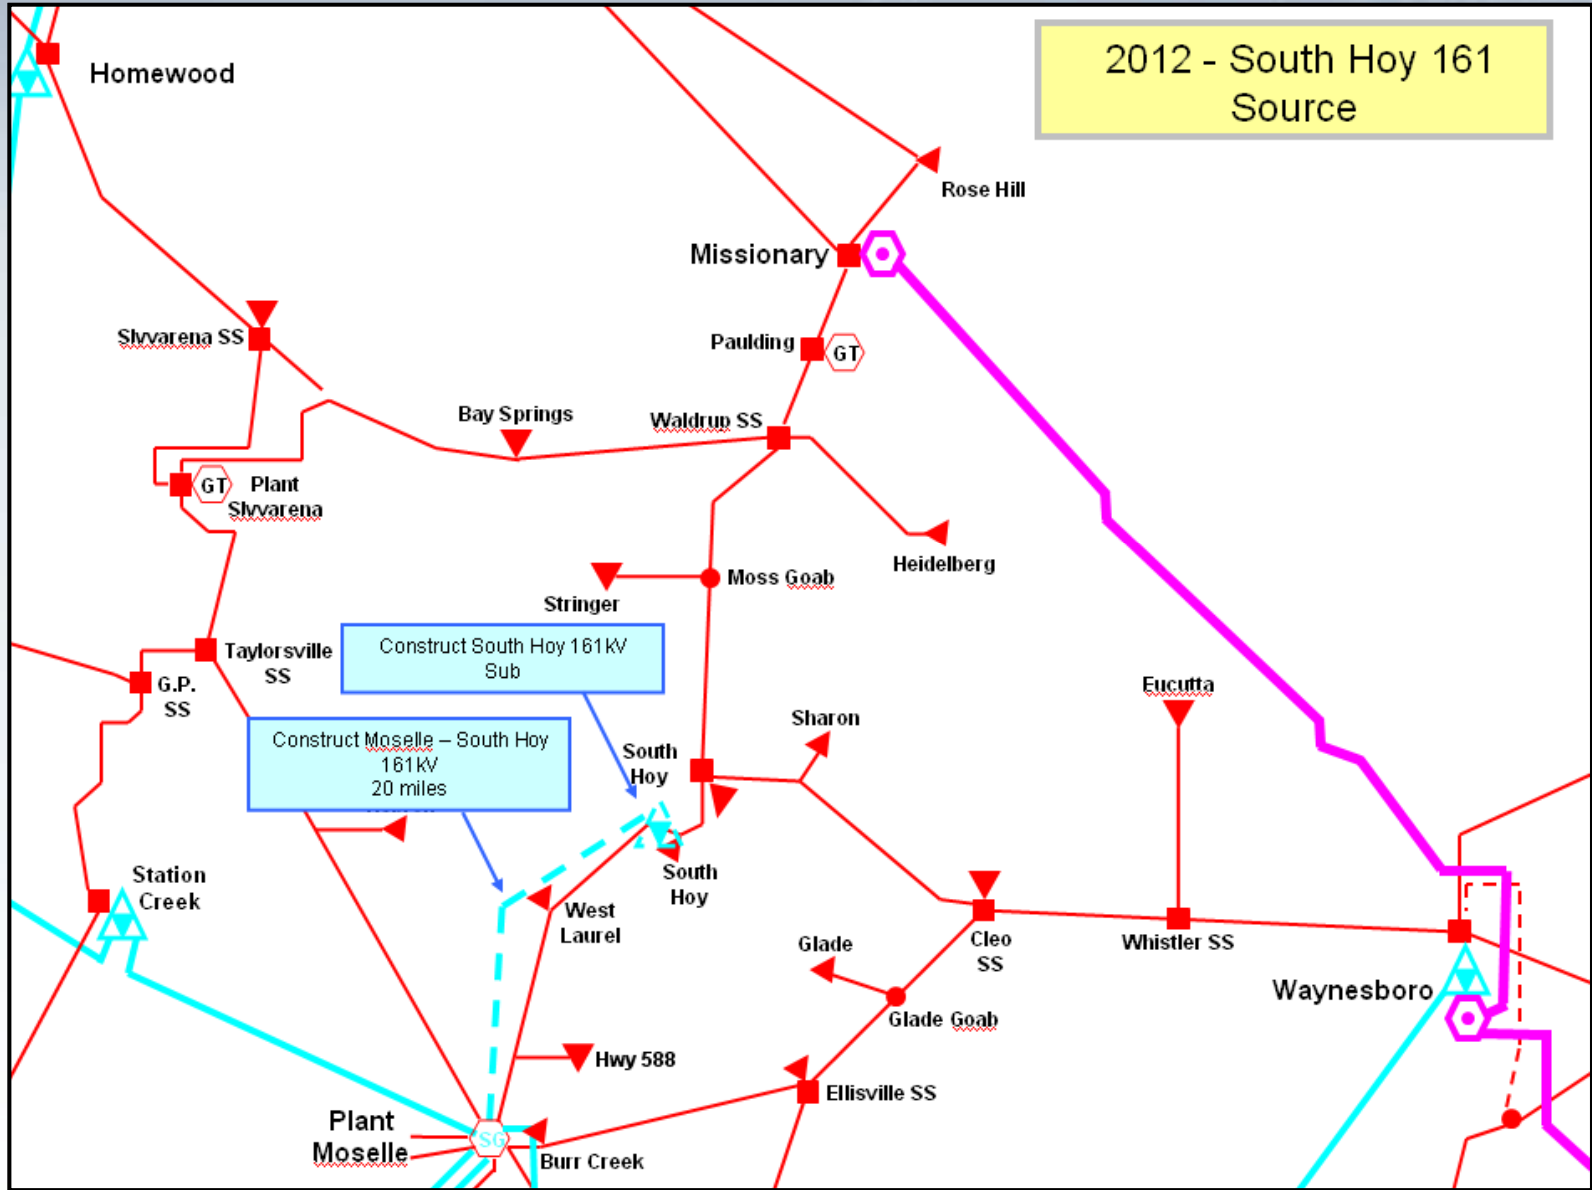 2012 - South Hoy 161
Source
Homewood
Rose Hill
Missionary
Slyvarena SS
Paulding
GT
Bay Springs
Waldrup SS
GT
Plant
Slyvarena
Heidelberg
Moss Goab
Stringer
Construct South Hoy 161kV
Sub
Taylorsville
SS
G.P.
SS
Eucutta
Sharon
Construct Moselle – South Hoy
161kV
20 miles
South
Hoy
Station
Creek
South
Hoy
West
Laurel
Cleo
SS
Whistler SS
Glade
Waynesboro
Glade Goab
Hwy 588
Ellisville SS
Plant
Moselle
SG
Burr Creek